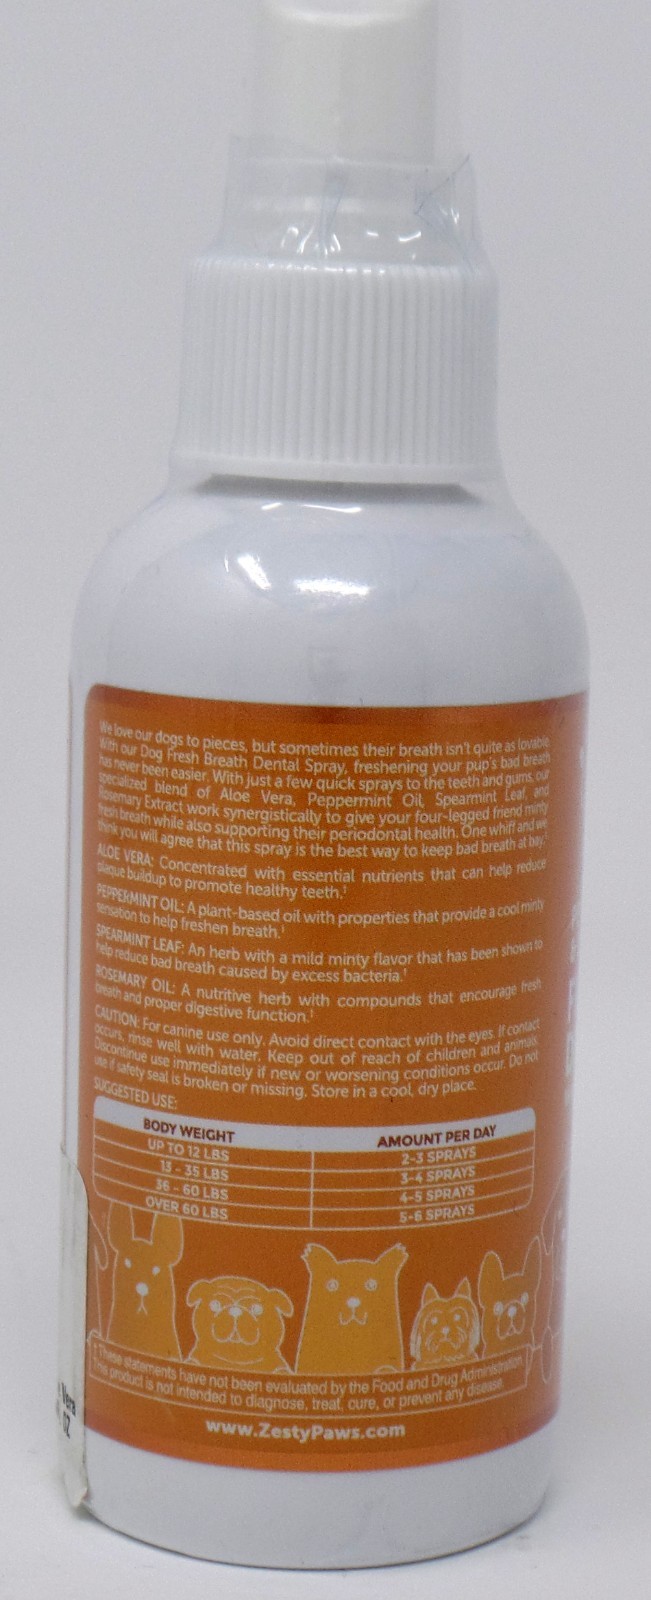 We love our dogs to pieces, but sometimes their breath isn't quite as lovable.
With our Dog Fresh Breath Dental Spray, freshening your pup's bad breath
has never been easier. With just a few quick sprays to the teeth and gums, our
specialized blend of Aloe Vera, Peppermint Oil, Spearmint Leaf, and
Rosemary Extract work synergistically to give your four-legged friend minty
fresh breath while also supporting their periodontal health. One whiff and we
think you will agree that this spray is the best way to keep bad breath at bay.†
ALOE VERA: Concentrated with essential nutrients that can help reduce
plaque buildup to promote healthy teeth.†
PEPPERMINT OIL: A plant-based oil with properties that provide a cool minty
sensation to help freshen breath.†
SPEARMINT LEAF: An herb with a mild minty flavor that has been shown to
help reduce bad breath caused by excess bacteria.†
ROSEMARY OIL: A nutritive herb with compounds that encourage fresh
breath and proper digestive function.†
CAUTION: For canine use only. Avoid direct contact with the eyes. If contact
occurs, rinse well with water. Keep out of reach of children and animals.
Discontinue use immediately if new or worsening conditions occur. Do not
use if safety seal is broken or missing. Store in a cool, dry place.
SUGGESTED USE:
BODY WEIGHT AMOUNT PER DAY
UP TO 12 LBS 2-3 SPRAYS
13 - 35 LBS 3-4 SPRAYS
36 - 60 LBS 4-5 SPRAYS
OVER 60 LBS 5-6 SPRAYS
† These statements have not been evaluated by the Food and Drug Administration.
This product is not intended to diagnose, treat, cure, or prevent any disease.
www.ZestyPaws.com
Vera
OZ